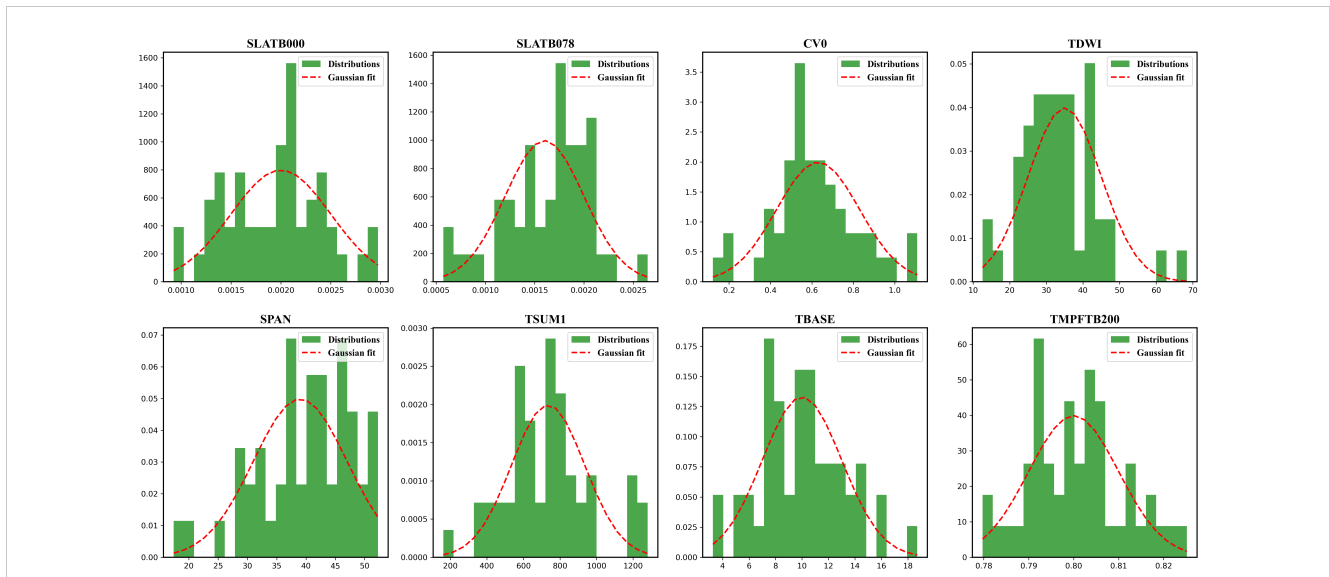 SLATB000
1600
1400
1200
1000
800
600
400
200
0
0.0010 0.0015 0.0020 0.0025 0.0030
Distributions
Gaussian fit
SLATB078
1600
1400
1200
1000
800
600
400
200
0
0.0005 0.0010 0.0015 0.0020 0.0025
Distributions
Gaussian fit
CV0
3.5
3.0
2.5
2.0
1.5
1.0
0.5
0.0
0.2 0.4 0.6 0.8 1.0
Distributions
Gaussian fit
TDWI
0.05
0.04
0.03
0.02
0.01
0.00
10 20 30 40 50 60 70
Distributions
Gaussian fit
SPAN
0.07
0.06
0.05
0.04
0.03
0.02
0.01
0.00
20 25 30 35 40 45 50
Distributions
Gaussian fit
TSUM1
0.0030
0.0025
0.0020
0.0015
0.0010
0.0005
0.0000
200 400 600 800 1000 1200
Distributions
Gaussian fit
TBASE
0.175
0.150
0.125
0.100
0.075
0.050
0.025
0.000
4 6 8 10 12 14 16 18
Distributions
Gaussian fit
TMPFTB200
60
50
40
30
20
10
0
0.78 0.79 0.80 0.81 0.82
Distributions
Gaussian fit